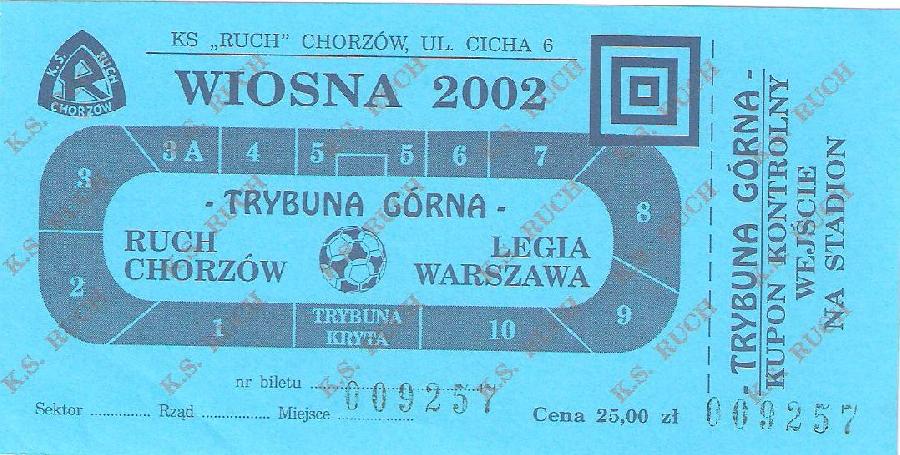 KS „RUCH” CHORZÓW, UL. CICHA 6
K.S. RUCH
CHORZÓW
R
WIOSNA 2002
3 3A 4 5 5 6 7 8
- TRYBUNA GÓRNA -
RUCH CHORZÓW
LEGIA WARSZAWA
2 1 TRYBUNA KRYTA 10 9
nr biletu 009257
Sektor Rząd Miejsce
Cena 25,00 zł
- TRYBUNA GÓRNA -
KUPON KONTROLNY
WEJŚCIE
NA STADION
009257
K.S. RUCH